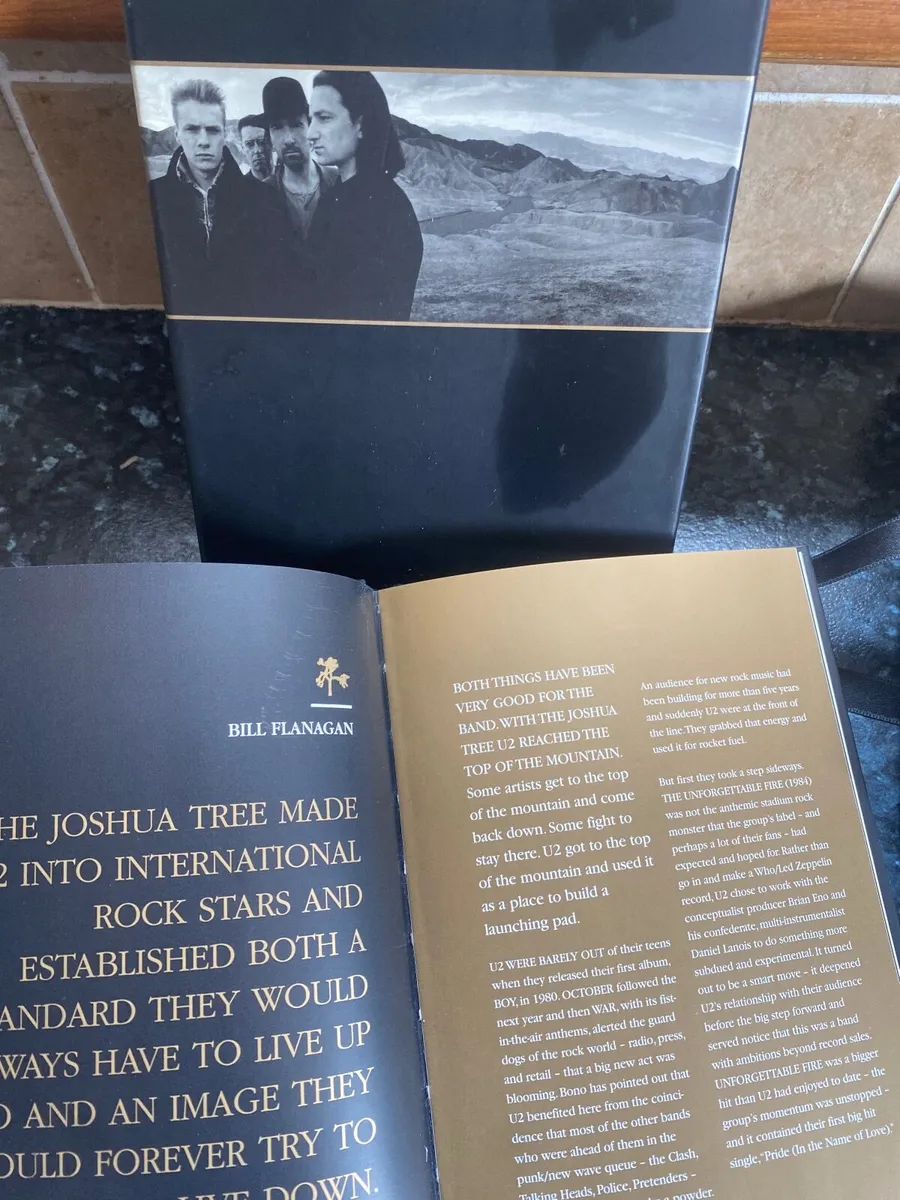 BILL FLANAGAN
HE JOSHUA TREE MADE
2 INTO INTERNATIONAL
ROCK STARS AND
ESTABLISHED BOTH A
ANDARD THEY WOULD
WAYS HAVE TO LIVE UP
O AND AN IMAGE THEY
OULD FOREVER TRY TO
LIVE DOWN.
BOTH THINGS HAVE BEEN
VERY GOOD FOR THE
BAND. WITH THE JOSHUA
TREE U2 REACHED THE
TOP OF THE MOUNTAIN.
Some artists get to the top
of the mountain and come
back down. Some fight to
stay there. U2 got to the top
of the mountain and used it
as a place to build a
launching pad.
U2 WERE BARELY OUT of their teens
when they released their first album,
BOY, in 1980. OCTOBER followed the
next year and then WAR, with its fist-
in-the-air anthems, alerted the guard
dogs of the rock world – radio, press,
and retail – that a big new act was
blooming. Bono has pointed out that
U2 benefited here from the coinci-
dence that most of the other bands
who were ahead of them in the
punk/new wave queue – the Clash,
Talking Heads, Police, Pretenders –
powder.
An audience for new rock music had
been building for more than five years
and suddenly U2 were at the front of
the line. They grabbed that energy and
used it for rocket fuel.
But first they took a step sideways.
THE UNFORGETTABLE FIRE (1984)
was not the anthemic stadium rock
monster that the group's label – and
perhaps a lot of their fans – had
expected and hoped for. Rather than
go in and make a Who/Led Zeppelin
record, U2 chose to work with the
conceptualist producer Brian Eno and
his confederate, multi-instrumentalist
Daniel Lanois to do something more
subdued and experimental. It turned
out to be a smart move – it deepened
U2's relationship with their audience
before the big step forward and
served notice that this was a band
with ambitions beyond record sales.
UNFORGETTABLE FIRE was a bigger
hit than U2 had enjoyed to date – the
group's momentum was unstopped –
and it contained their first big hit
single, "Pride (In the Name of Love)."